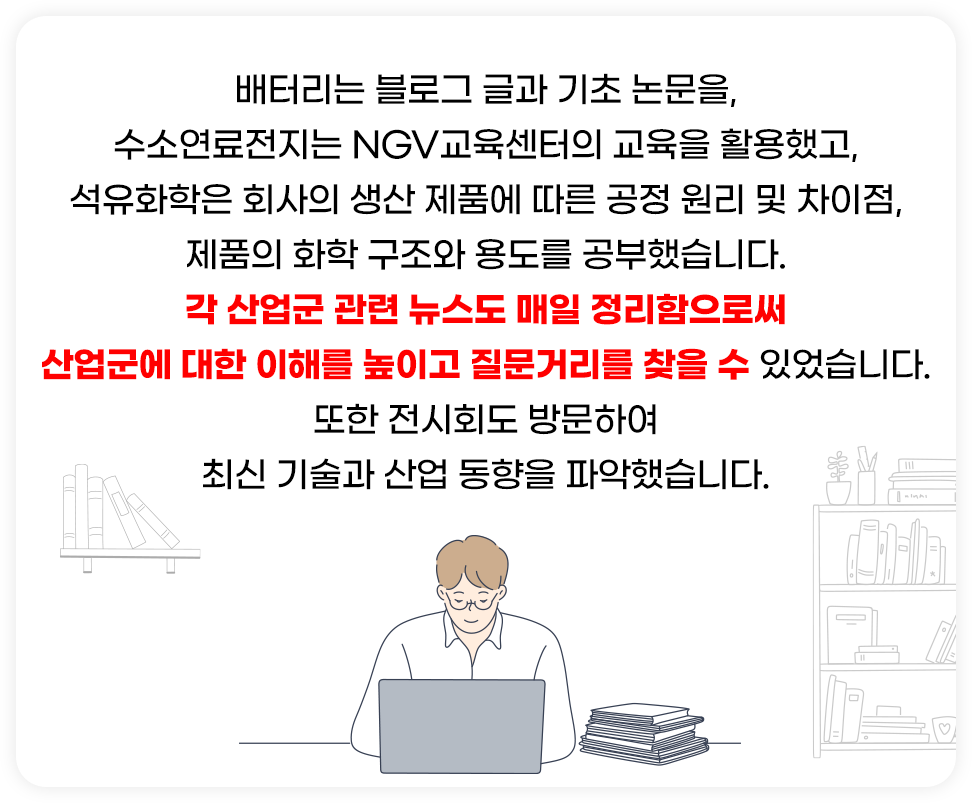 배터리는 블로그 글과 기초 논문을,
수소연료전지는 NGV교육센터의 교육을 활용했고,
석유화학은 회사의 생산 제품에 따른 공정 원리 및 차이점,
제품의 화학 구조와 용도를 공부했습니다.
각 산업군 관련 뉴스도 매일 정리함으로써
산업군에 대한 이해를 높이고 질문거리를 찾을 수 있었습니다.
또한 전시회도 방문하여
최신 기술과 산업 동향을 파악했습니다.